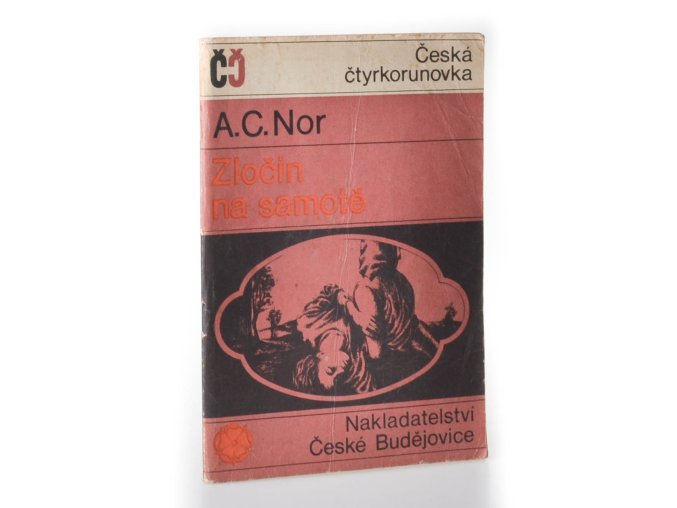 ČČ
Česká
čtyrkorunovka
A.C.Nor
Zločin
na samotě
Nakladatelství
České Budějovice